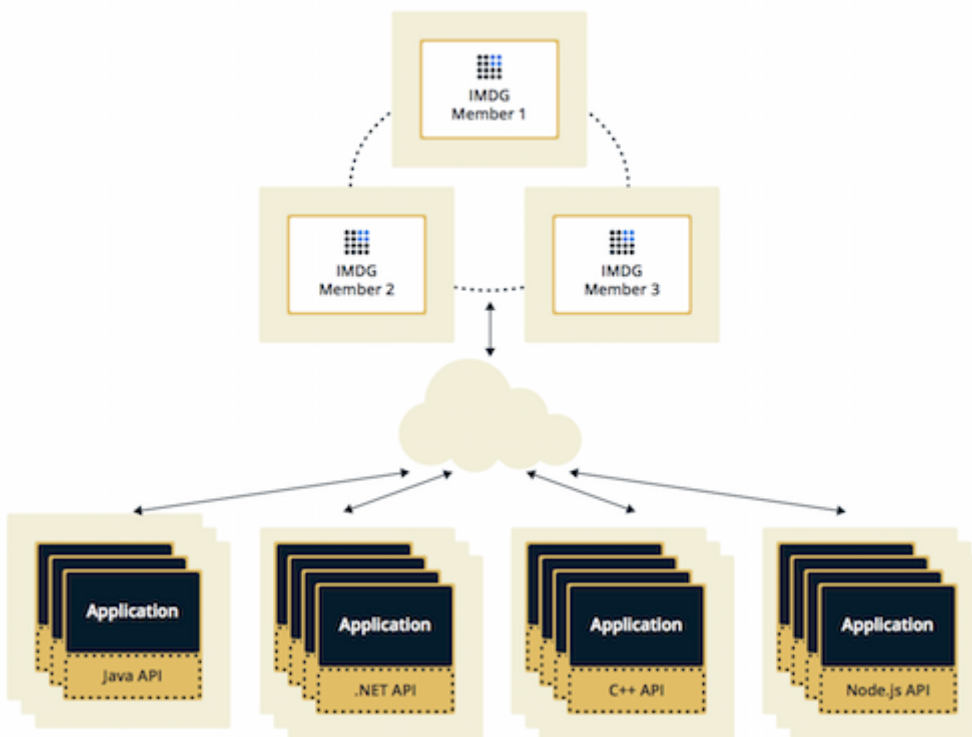 IMDG
Member 1
IMDG
Member 2
IMDG
Member 3
Application
Java API
Application
.NET API
Application
C++ API
Application
Node.js API